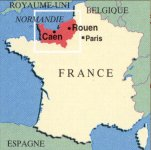 ROYAUME-UNI
BELGIQUE
NORMANDIE
Rouen
Caen
Paris
FRANCE
ESPAGNE